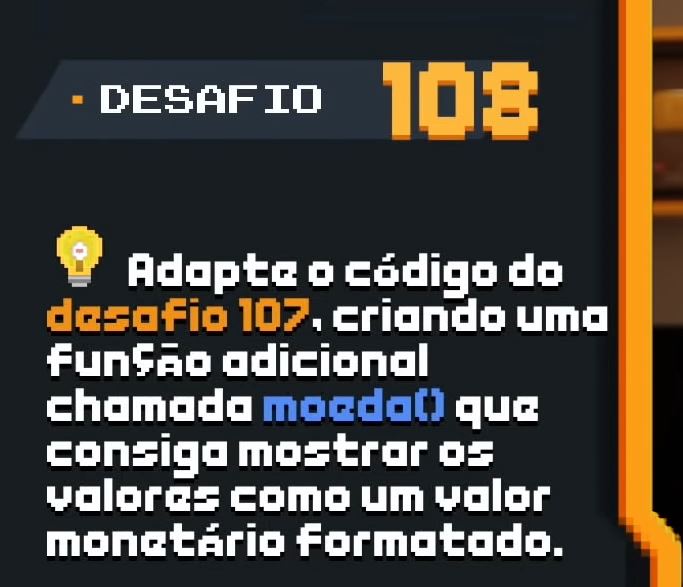 DESAFIO 108
Adapte o código do
desafio 107, criando uma
função adicional
chamada moeda() que
consiga mostrar os
valores como um valor
monetário formatado.